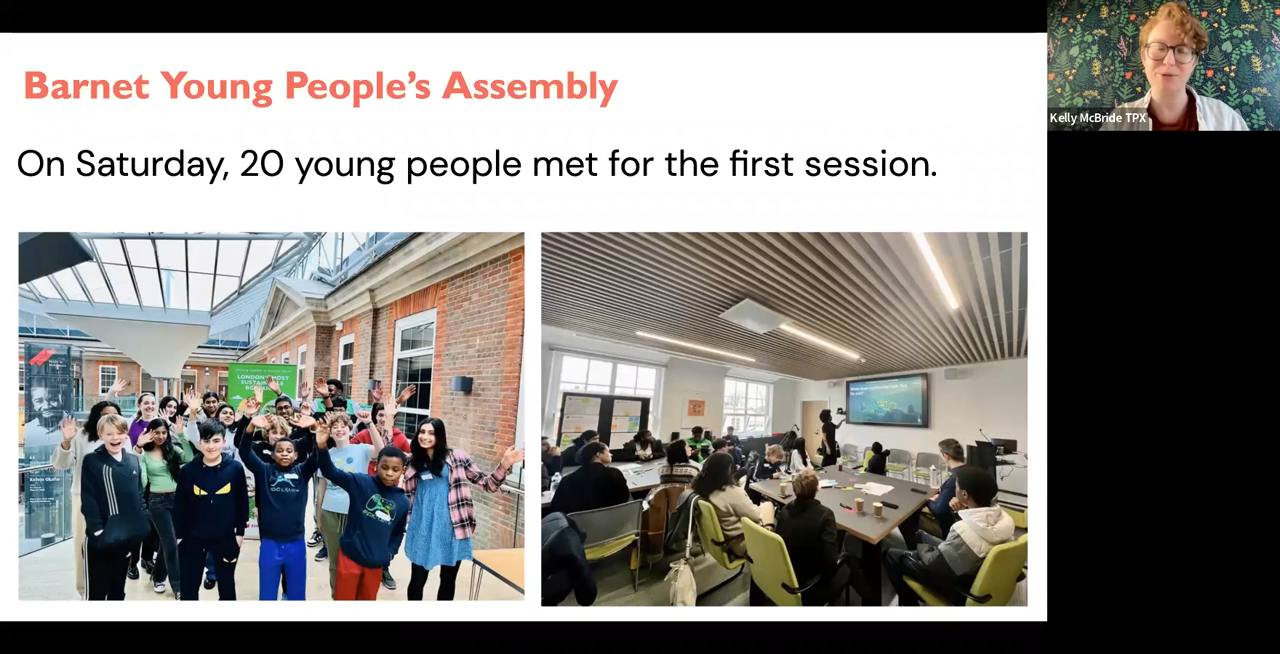 Barnet Young People's Assembly
Kelly McBride TPX
On Saturday, 20 young people met for the first session.
LONDON'S MOST
SUSTAINABLE